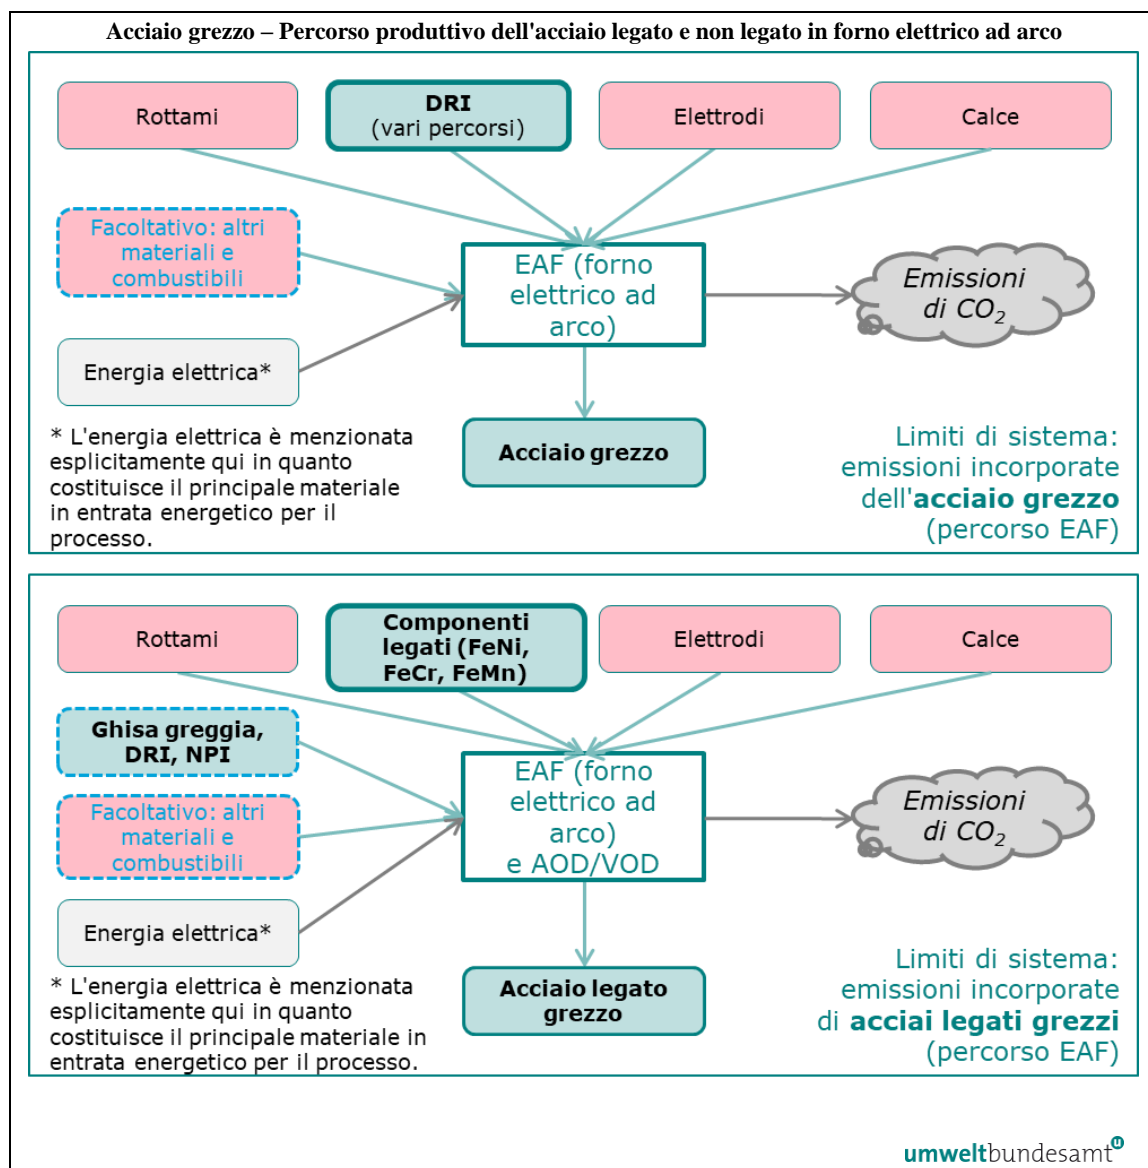 Acciaio grezzo – Percorso produttivo dell'acciaio legato e non legato in forno elettrico ad arco
Rottami
DRI
(vari percorsi)
Elettrodi
Calce
Facoltativo: altri
materiali e
combustibili
EAF (forno
elettrico ad
arco)
Emissioni
di CO₂
Energia elettrica*
Acciaio grezzo
* L'energia elettrica è menzionata
esplicitamente qui in quanto
costituisce il principale materiale
in entrata energetico per il
processo.
Limiti di sistema:
emissioni incorporate
dell'acciaio grezzo
(percorso EAF)
Rottami
Componenti
legati (FeNi,
FeCr, FeMn)
Elettrodi
Calce
Ghisa greggia,
DRI, NPI
Facoltativo: altri
materiali e
combustibili
EAF (forno
elettrico ad
arco)
e AOD/VOD
Emissioni
di CO₂
Energia elettrica*
Acciaio legato
grezzo
* L'energia elettrica è menzionata
esplicitamente qui in quanto
costituisce il principale materiale in
entrata energetico per il processo.
Limiti di sistema:
emissioni incorporate
di acciai legati grezzi
(percorso EAF)
umweltbundesamt